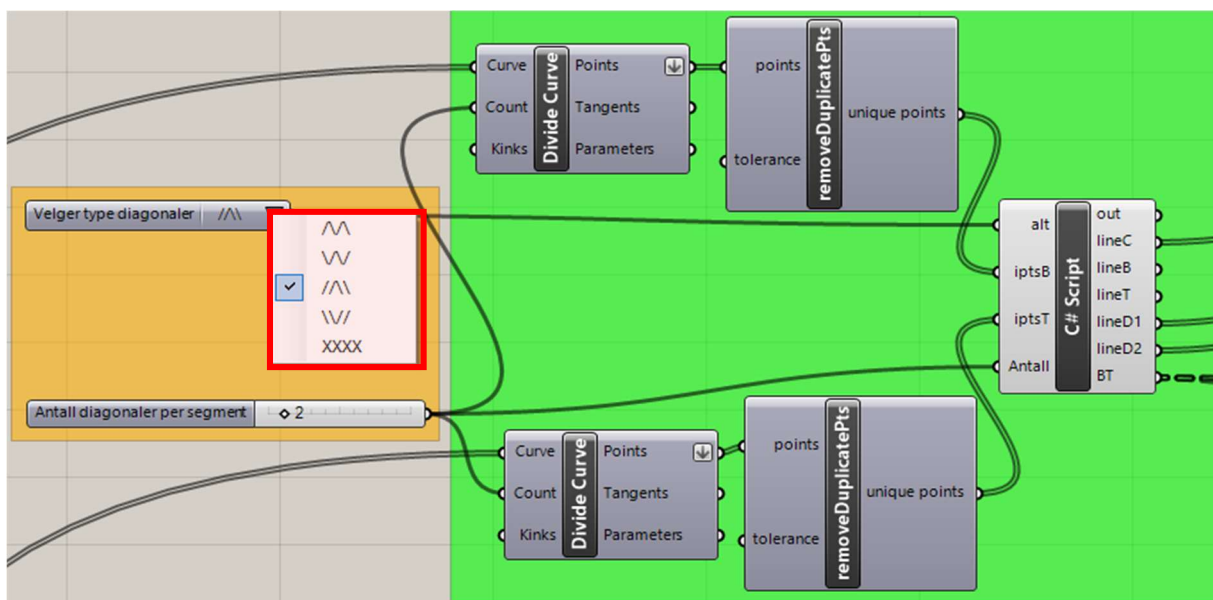 Velger type diagonaler //\\
/\/\
\/\/
//\\
\\//
XXXX
Antall diagonaler per segment 2
Curve
Count
Kinks
Divide Curve
Points
Tangents
Parameters
points
tolerance
removeDuplicatePts
unique points
Curve
Count
Kinks
Divide Curve
Points
Tangents
Parameters
points
tolerance
removeDuplicatePts
unique points
alt
iptsB
iptsT
Antall
C# Script
out
lineC
lineB
lineT
lineD1
lineD2
BT